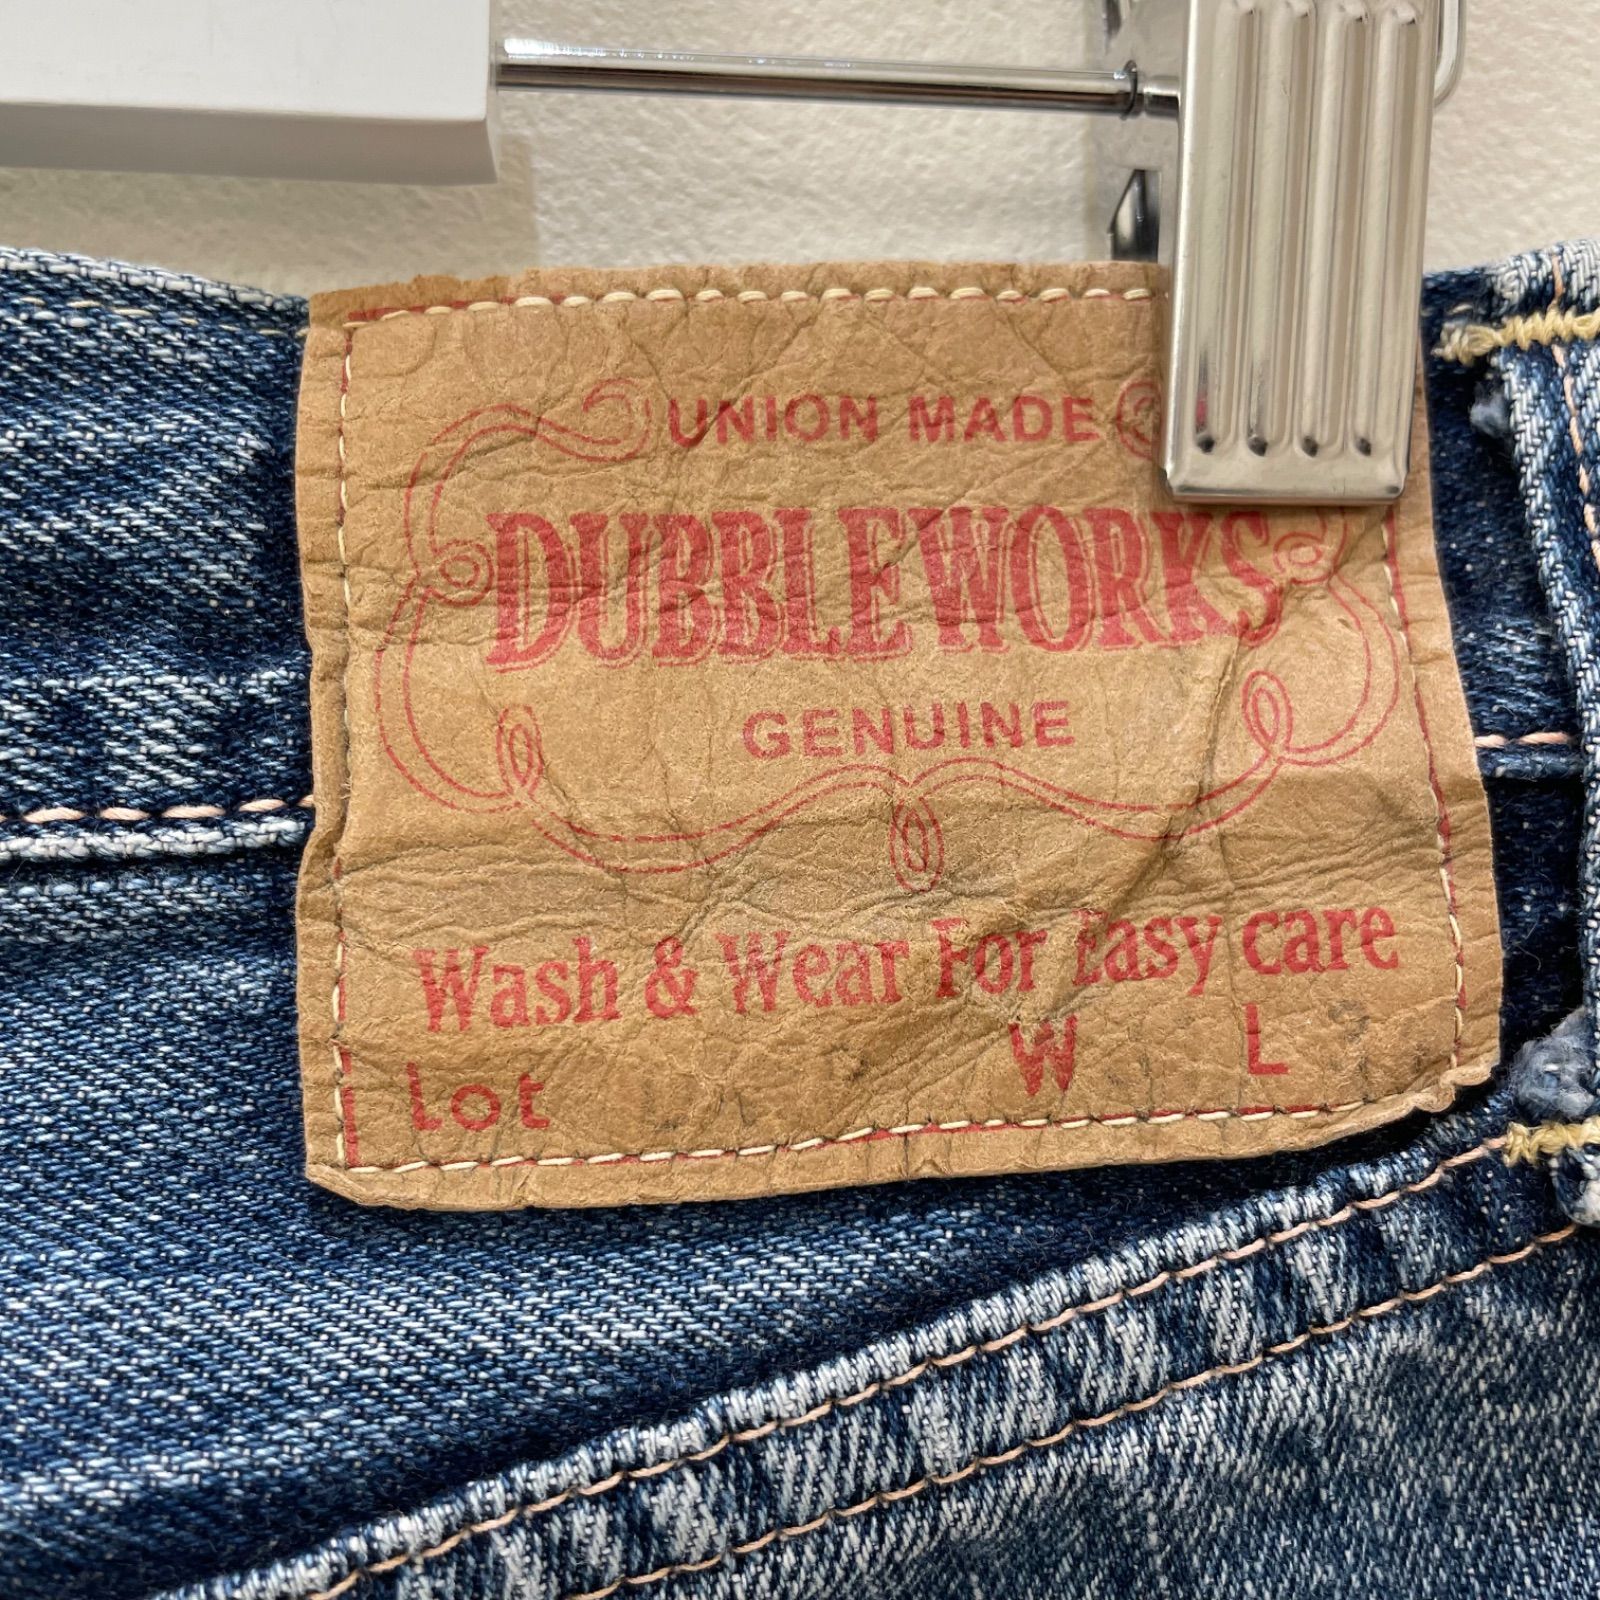 UNION MADE
DUBBLEWORKS
GENUINE
Wash & Wear For Easy care
Lot W L